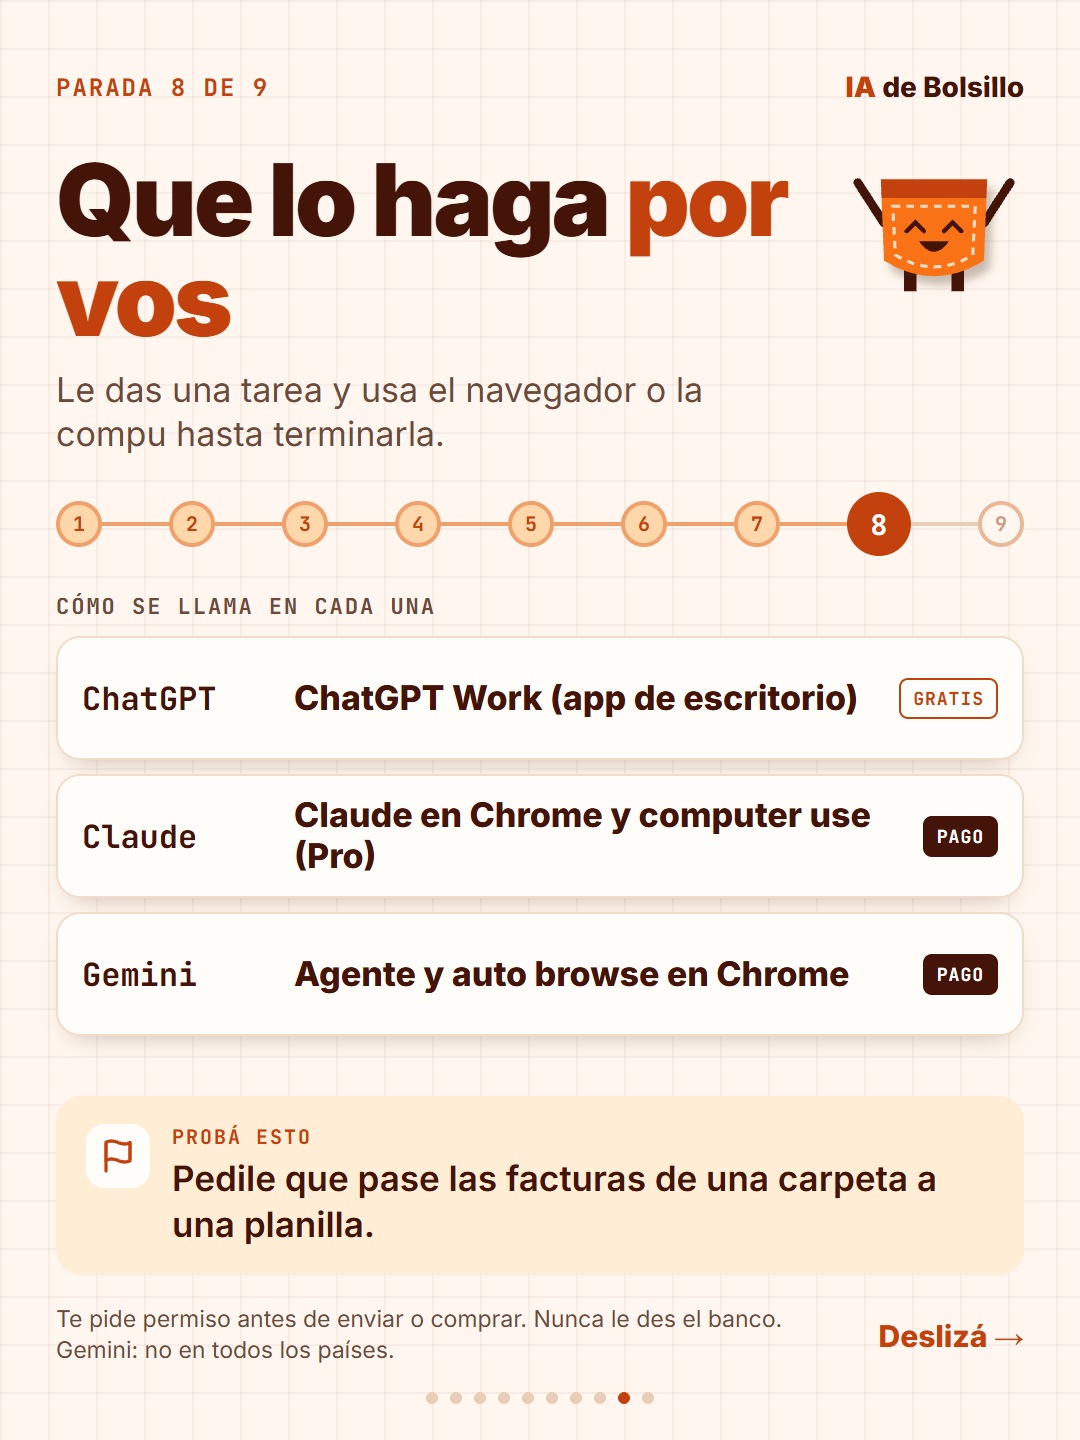 PARADA 8 DE 9
IA de Bolsillo
Que lo haga por
vos
Le das una tarea y usa el navegador o la
compu hasta terminarla.
1 2 3 4 5 6 7 8 9
CÓMO SE LLAMA EN CADA UNA
ChatGPT ChatGPT Work (app de escritorio) GRATIS
Claude Claude en Chrome y computer use
(Pro) PAGO
Gemini Agente y auto browse en Chrome PAGO
PROBÁ ESTO
Pedile que pase las facturas de una carpeta a
una planilla.
Te pide permiso antes de enviar o comprar. Nunca le des el banco.
Gemini: no en todos los países.
Deslizá →